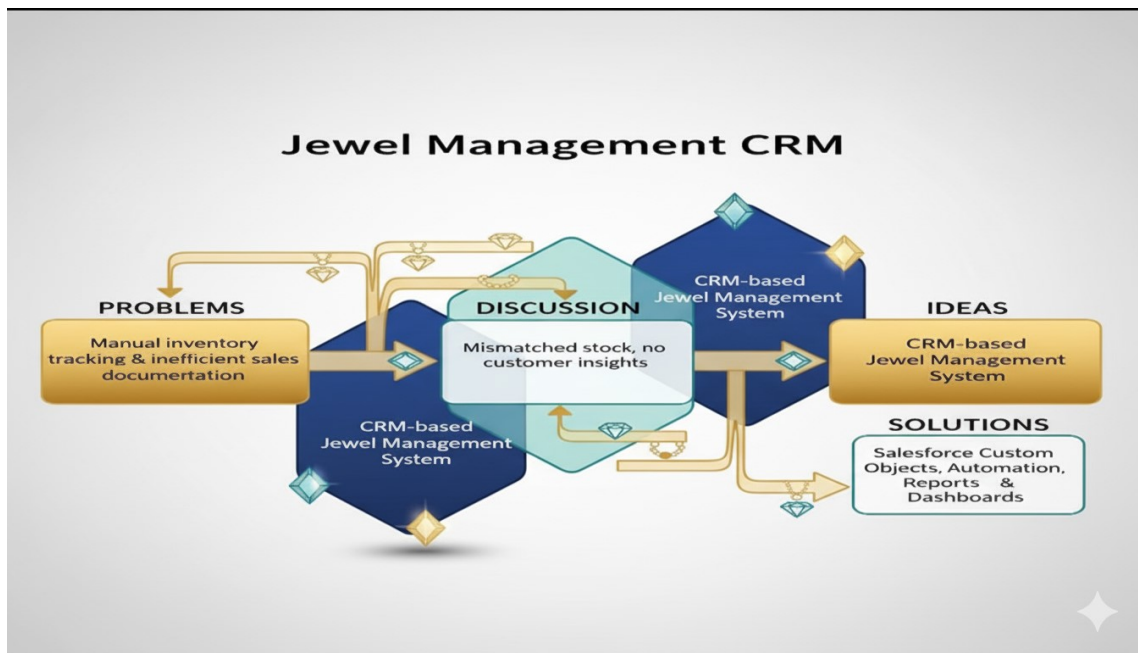 Jewel Management CRM
PROBLEMS
Manual inventory
tracking & inefficient sales
documertation
CRM-based
Jewel Management
System
DISCUSSION
Mismatched stock, no
customer insights
CRM-based
Jewel Management
System
IDEAS
CRM-based
Jewel Management
System
SOLUTIONS
Salesforce Custom
Objects, Automation,
Reports &
Dashboards